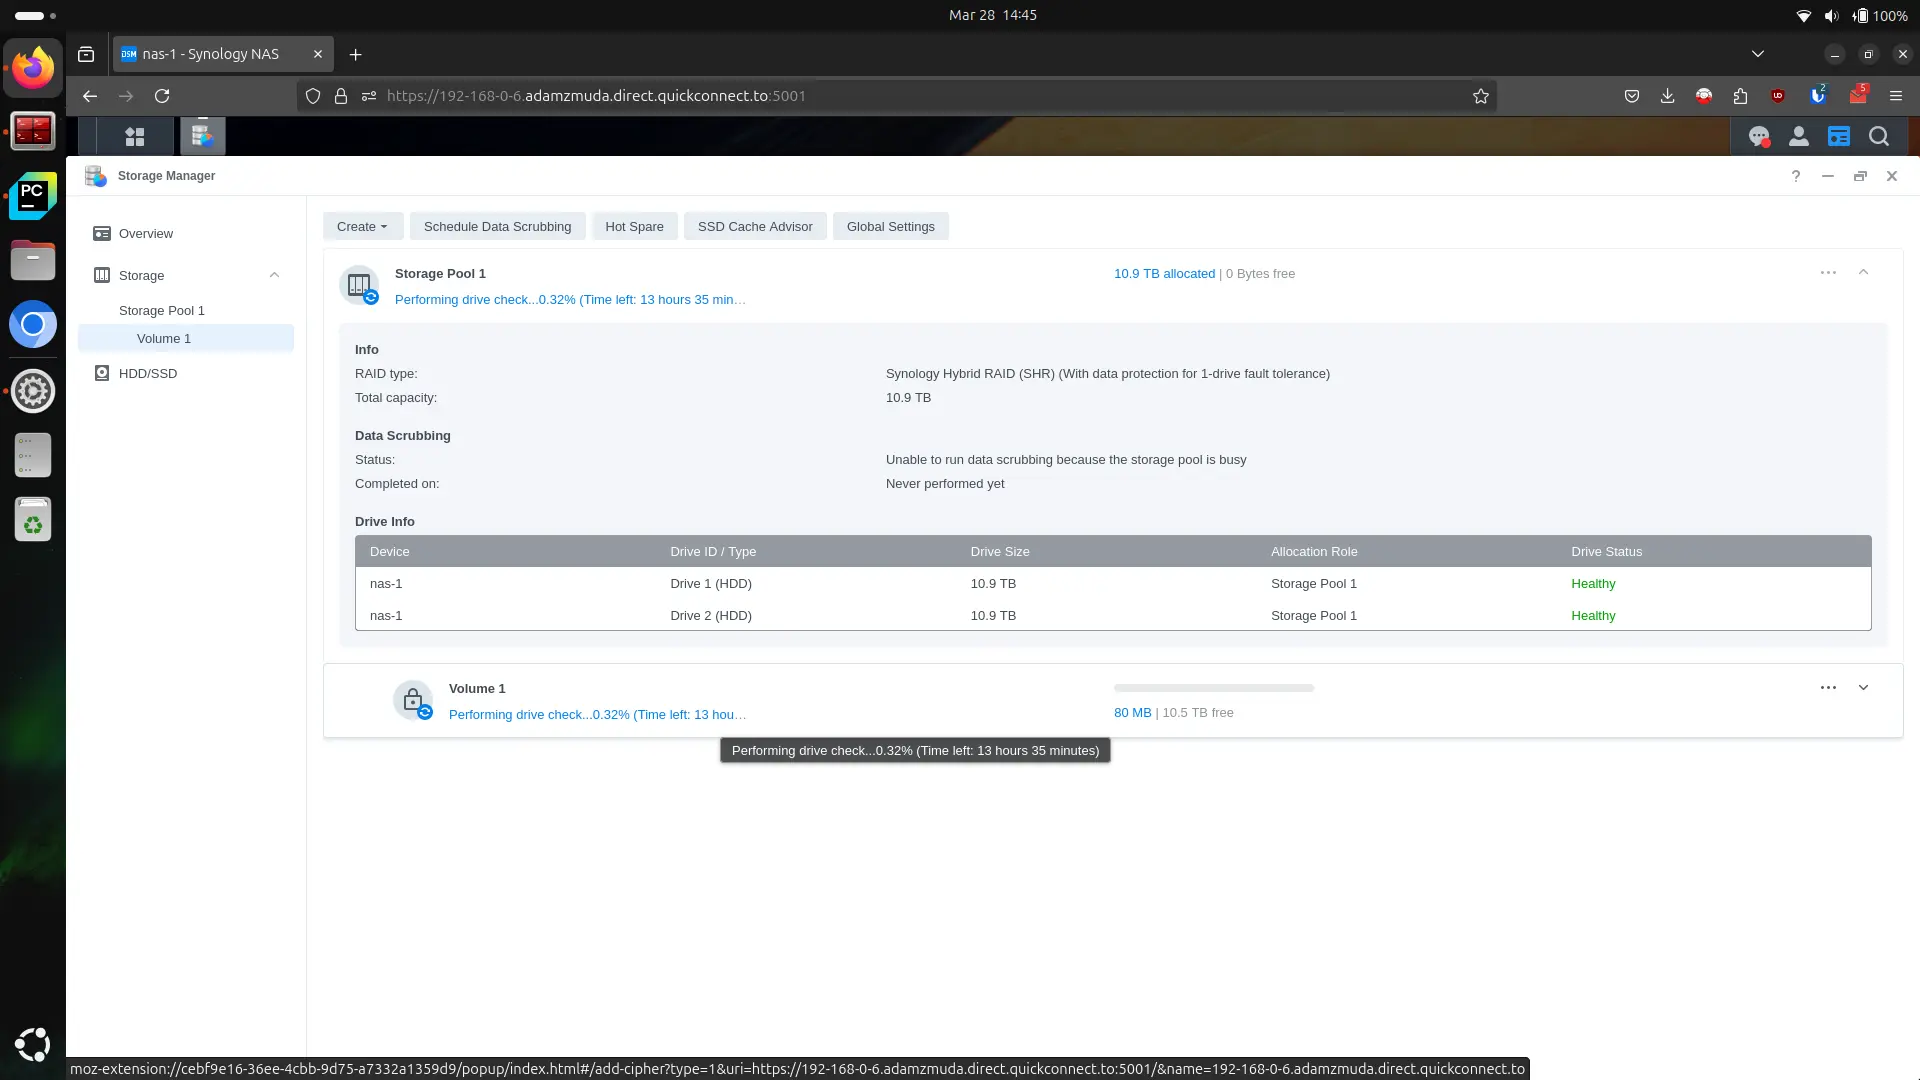 Mar 28 14:45
100%
DSM nas-1 - Synology NAS
https://192-168-0-6.adamzmuda.direct.quickconnect.to:5001
UO
2
5
PC
Storage Manager
Overview
Storage
Storage Pool 1
Volume 1
HDD/SSD
Create
Schedule Data Scrubbing
Hot Spare
SSD Cache Advisor
Global Settings
Storage Pool 1
10.9 TB allocated | 0 Bytes free
Performing drive check...0.32% (Time left: 13 hours 35 min...
Info
RAID type: Synology Hybrid RAID (SHR) (With data protection for 1-drive fault tolerance)
Total capacity: 10.9 TB
Data Scrubbing
Status: Unable to run data scrubbing because the storage pool is busy
Completed on: Never performed yet
Drive Info
Device Drive ID / Type Drive Size Allocation Role Drive Status
nas-1 Drive 1 (HDD) 10.9 TB Storage Pool 1 Healthy
nas-1 Drive 2 (HDD) 10.9 TB Storage Pool 1 Healthy
Volume 1
Performing drive check...0.32% (Time left: 13 hou...
80 MB | 10.5 TB free
Performing drive check...0.32% (Time left: 13 hours 35 minutes)
moz-extension://cebf9e16-36ee-4cbb-9d75-a7332a1359d9/popup/index.html#/add-cipher?type=1&uri=https://192-168-0-6.adamzmuda.direct.quickconnect.to:5001/&name=192-168-0-6.adamzmuda.direct.quickconnect.to